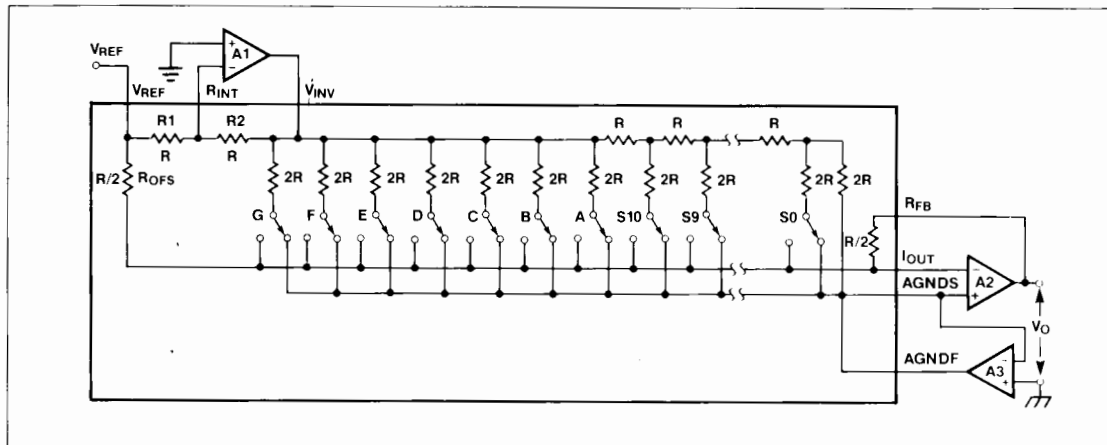 VREF
A1
VREF
RINT
VINV
R1
R2
R
R
R
R
R
R/2
ROFS
2R
2R
2R
2R
2R
2R
2R
2R
2R
2R
2R
G
F
E
D
C
B
A
S10
S9
S0
RFB
R/2
IOUT
AGNDS
A2
VO
AGNDF
A3